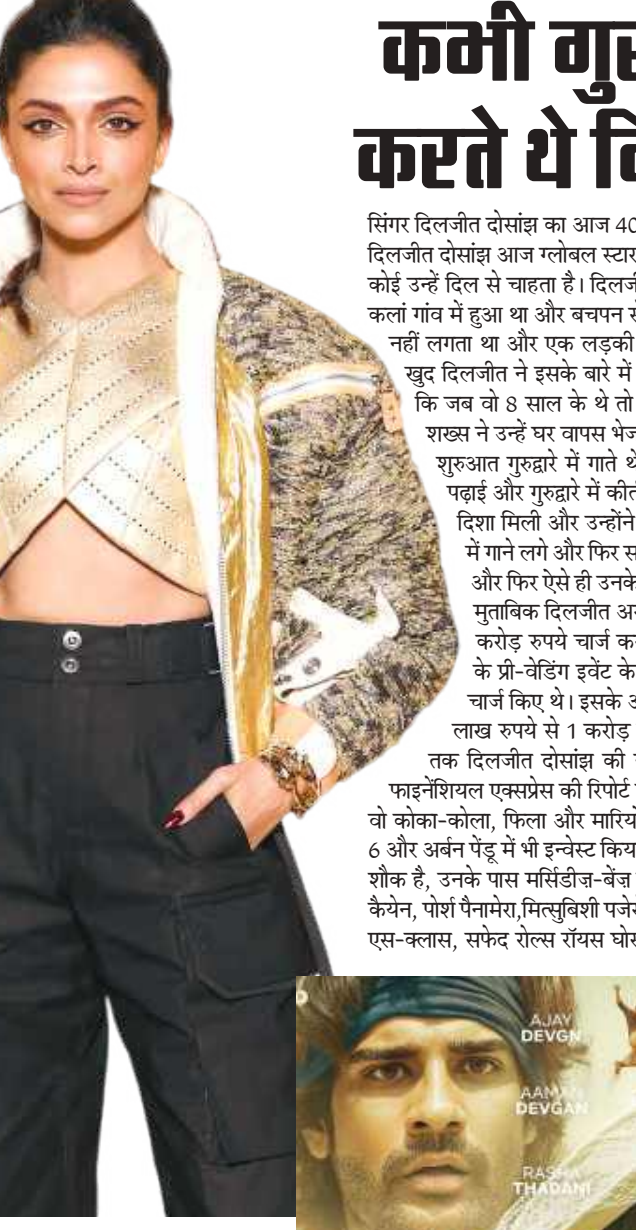 कभी
करते थे
सिंगर दिलजीत दोसांझ का आज 40
दिलजीत दोसांझ आज ग्लोबल स्टार
कोई उन्हें दिल से चाहता है।
कलां गांव में हुआ था और बचपन
नहीं लगता था और एक लड़की
खुद दिलजीत ने इसके बारे में
कि जब वो 8 साल के थे तो
शख्स ने उन्हें घर वापस
शुरुआत गुरुद्वारे में गाते
पढ़ाई और गुरुद्वारे में
दिशा मिली और उन्होंने
में गाने लगे और फिर
और फिर ऐसे ही उनके
मुताबिक दिलजीत
करोड़ रुपये चार्ज
के प्री-वेडिंग इवेंट के
चार्ज किए थे। इसके
लाख रुपये से 1 करोड़
तक दिलजीत दोसांझ की
फाइनेंशियल एक्सप्रेस की रिपोर्ट
वो कोका-कोला, फिला और
6 और अर्बन पेंडू में भी इन्वेस्ट
शौक है, उनके पास मर्सिडीज-बेंज
कैयेन, पोर्श पैनामेरा,मित्सुबिशी
एस-क्लास, सफेद रोल्स रॉयस
AJAY
DEVGN
AAMAN
DEVGAN
RASHA
THADANI